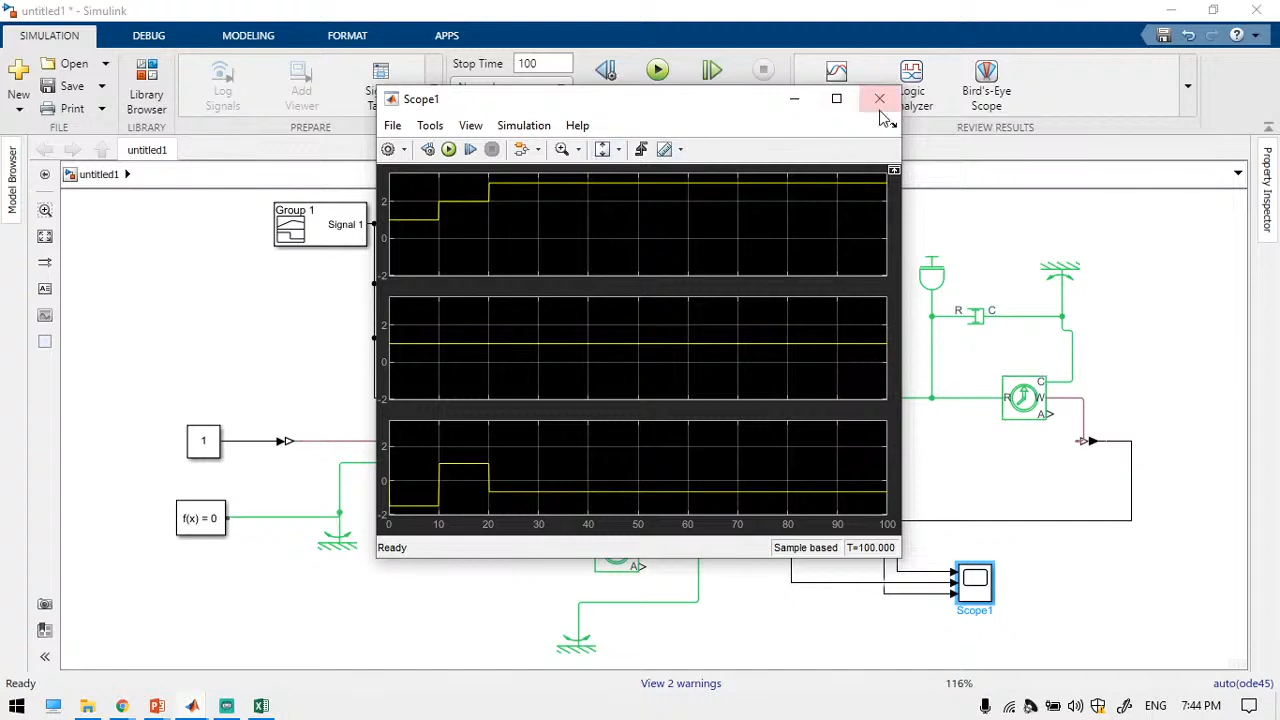 untitled1 * - Simulink
SIMULATION DEBUG MODELING FORMAT APPS
New
Open
Save
Print
FILE
Library
Browser
LIBRARY
Log
Signals
Add
Viewer
PREPARE
Stop Time 100
Bird's-Eye
Scope
REVIEW RESULTS
Model Browser
untitled1
untitled1
Property Inspector
Scope1
File Tools View Simulation Help
2
0
-2
2
0
-2
2
0
-2
0 10 20 30 40 50 60 70 80 90 100
Ready Sample based T=100.000
Group 1
Signal 1
R C
C
R W
A
1
f(x) = 0
A
Scope1
Ready View 2 warnings 116% auto(ode45)
ENG 7:44 PM